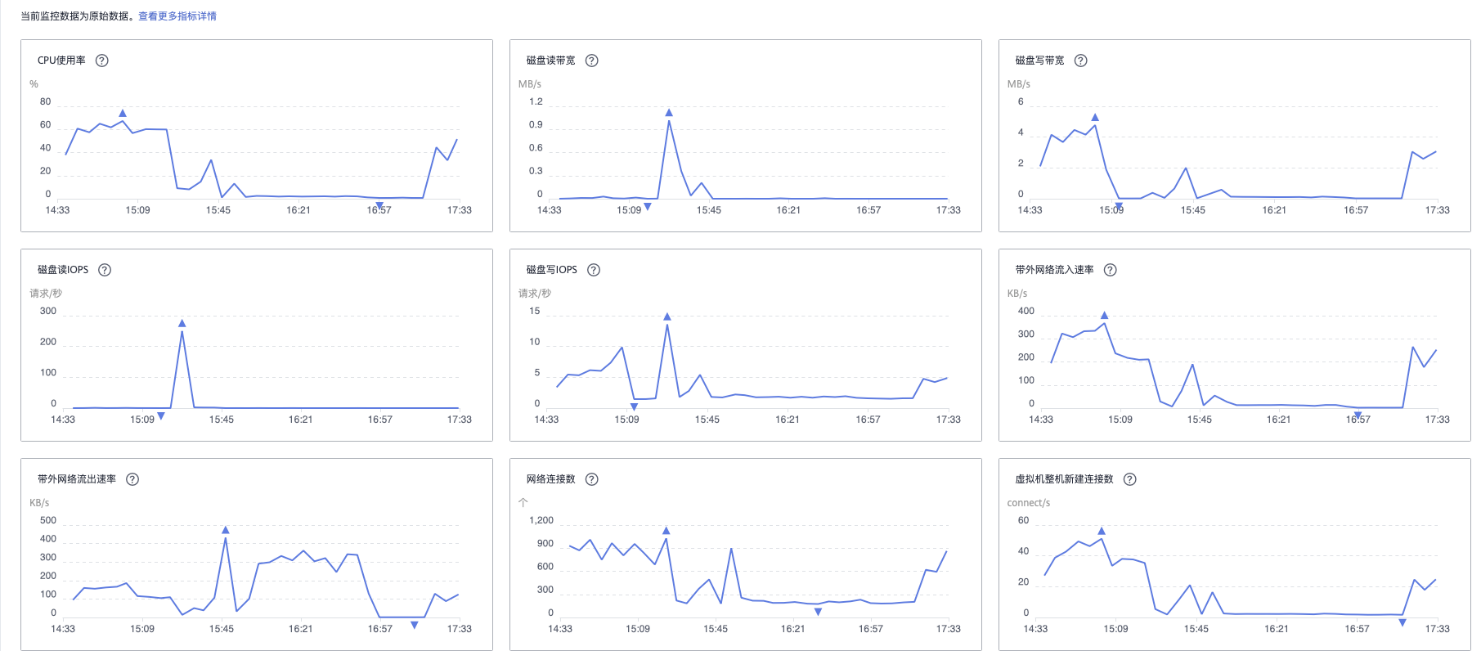 当前监控数据为原始数据。查看更多指标详情
CPU使用率 ?
%
80
60
40
20
0
14:33 15:09 15:45 16:21 16:57 17:33
磁盘读带宽 ?
MB/s
1.2
0.9
0.6
0.3
0
14:33 15:09 15:45 16:21 16:57 17:33
磁盘写带宽 ?
MB/s
6
4
2
0
14:33 15:09 15:45 16:21 16:57 17:33
磁盘读IOPS ?
请求/秒
300
200
100
0
14:33 15:09 15:45 16:21 16:57 17:33
磁盘写IOPS ?
请求/秒
15
10
5
0
14:33 15:09 15:45 16:21 16:57 17:33
带外网络流入速率 ?
KB/s
400
300
200
100
0
14:33 15:09 15:45 16:21 16:57 17:33
带外网络流出速率 ?
KB/s
500
400
300
200
100
0
14:33 15:09 15:45 16:21 16:57 17:33
网络连接数 ?
个
1,200
900
600
300
0
14:33 15:09 15:45 16:21 16:57 17:33
虚拟机整机新建连接数 ?
connect/s
60
40
20
0
14:33 15:09 15:45 16:21 16:57 17:33